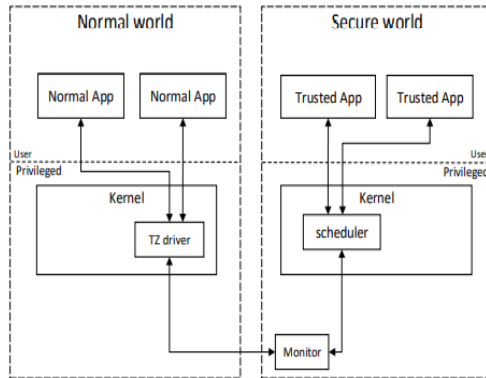 Normal world
Secure world
Normal App
Normal App
Trusted App
Trusted App
User
User
Privileged
Privileged
Kernel
Kernel
TZ driver
scheduler
Monitor